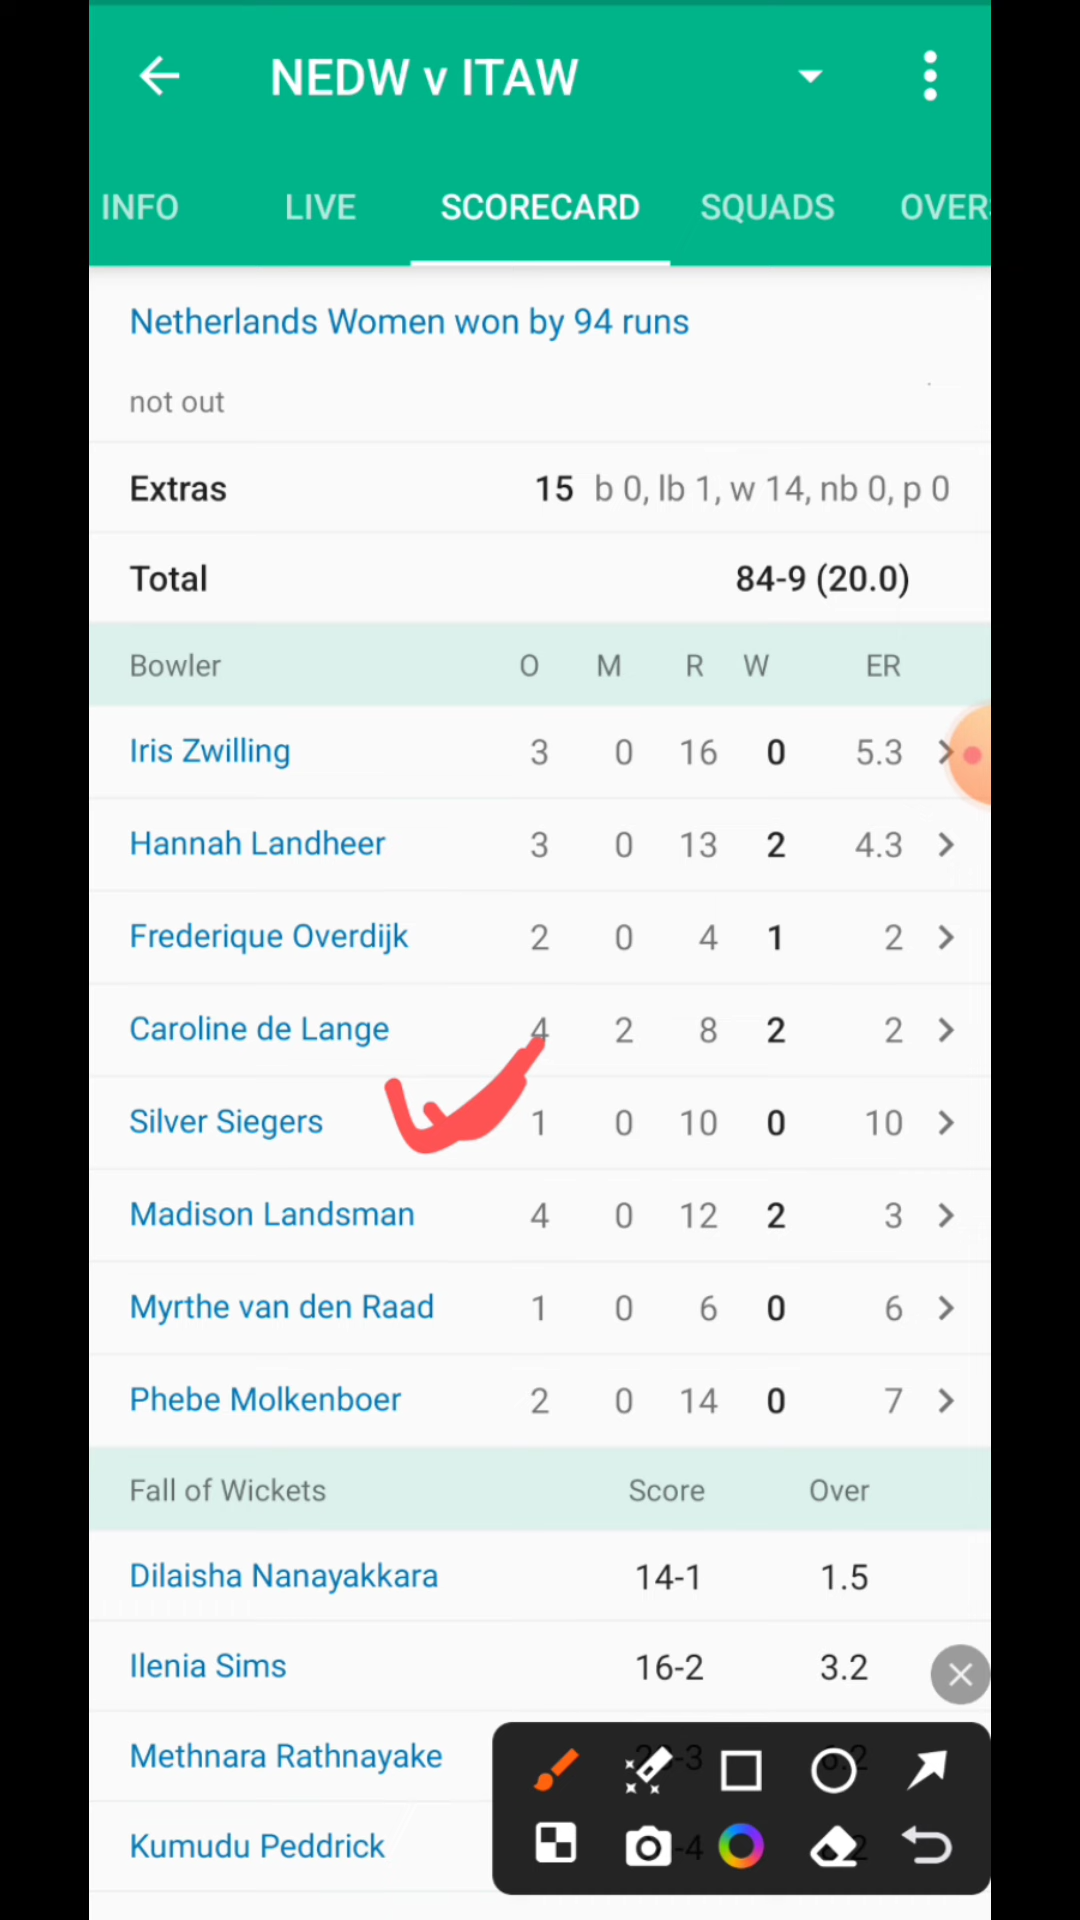 NEDW v ITAW
INFO LIVE SCORECARD SQUADS OVER
Netherlands Women won by 94 runs
not out
Extras 15 b 0, lb 1, w 14, nb 0, p 0
Total 84-9 (20.0)
Bowler O M R W ER
Iris Zwilling 3 0 16 0 5.3
Hannah Landheer 3 0 13 2 4.3
Frederique Overdijk 2 0 4 1 2
Caroline de Lange 4 2 8 2 2
Silver Siegers 1 0 10 0 10
Madison Landsman 4 0 12 2 3
Myrthe van den Raad 1 0 6 0 6
Phebe Molkenboer 2 0 14 0 7
Fall of Wickets Score Over
Dilaisha Nanayakkara 14-1 1.5
Ilenia Sims 16-2 3.2
Methnara Rathnayake
Kumudu Peddrick